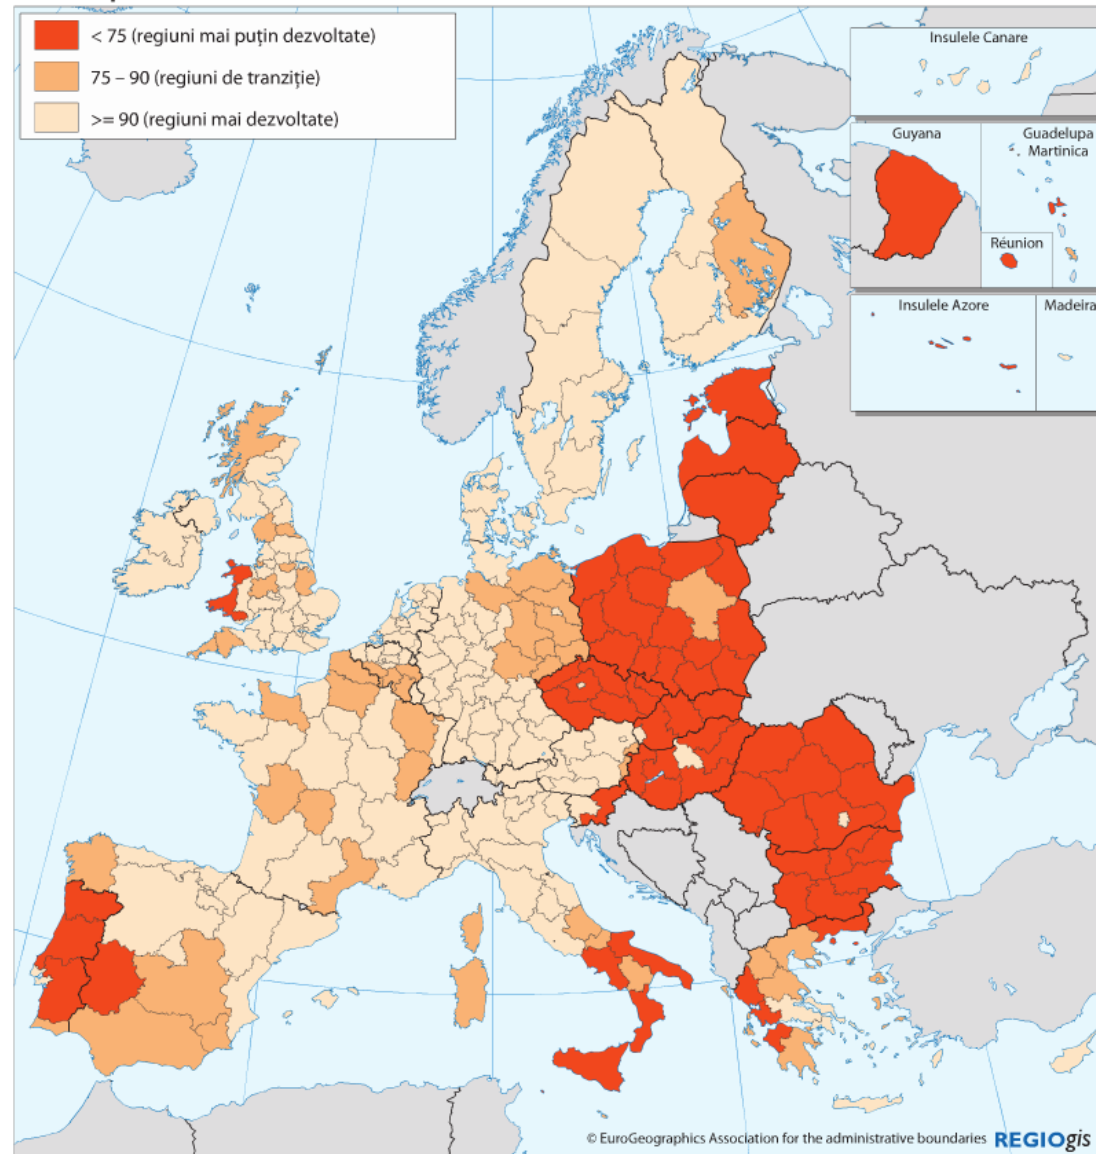 < 75 (regiuni mai puțin dezvoltate)
75 – 90 (regiuni de tranziție)
>= 90 (regiuni mai dezvoltate)
Insulele Canare
Guyana
Guadelupa
Martinica
Réunion
Insulele Azore
Madeira
© EuroGeographics Association for the administrative boundaries REGIOgis